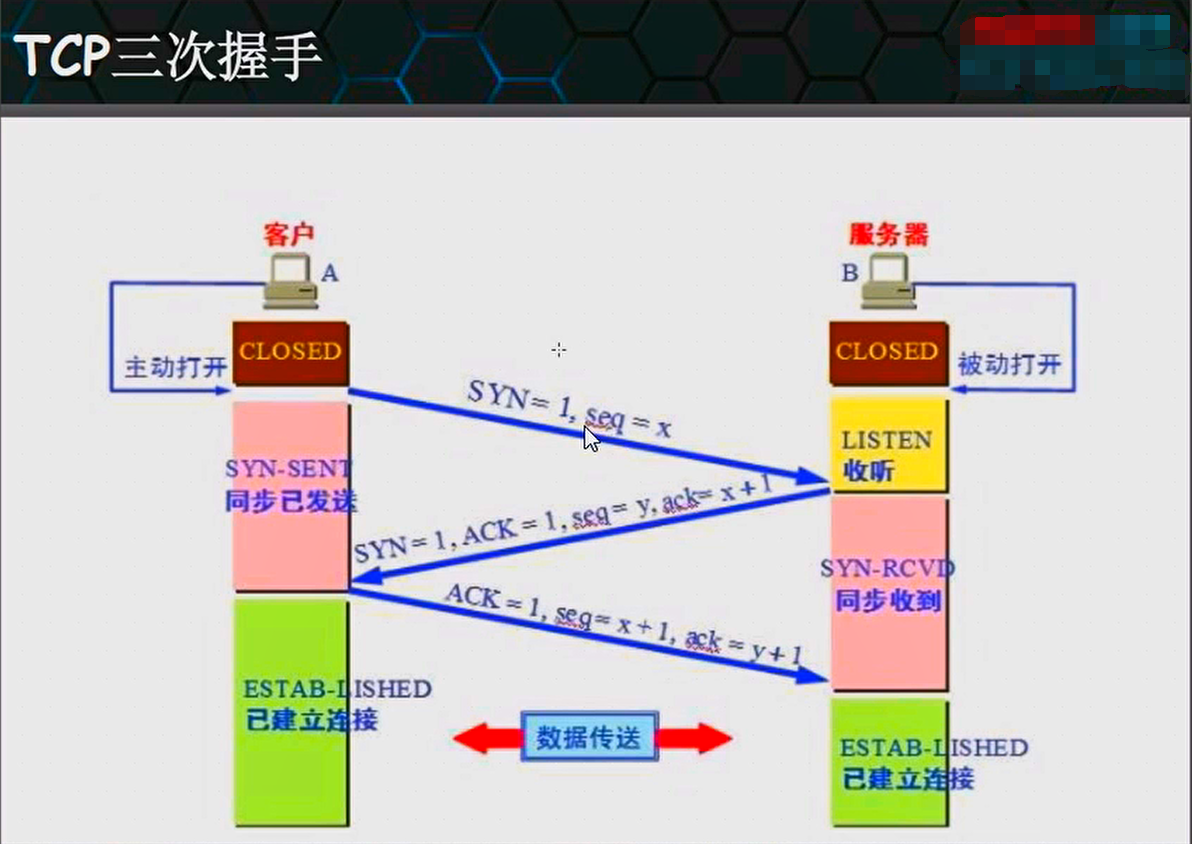 TCP三次握手
客户
服务器
A
B
CLOSED
CLOSED
主动打开
被动打开
SYN = 1, seq = x
LISTEN
收听
SYN-SENT
同步已发送
SYN = 1, ACK = 1, seq = y, ack= x + 1
SYN-RCVD
同步收到
ACK = 1, seq = x + 1, ack = y + 1
ESTAB-LISHED
已建立连接
数据传送
ESTAB-LISHED
已建立连接